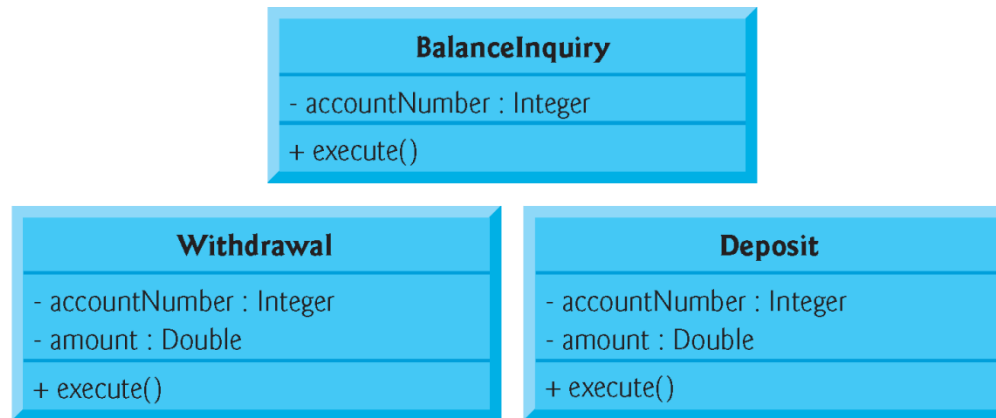 BalanceInquiry
- accountNumber : Integer
+ execute()
Withdrawal
- accountNumber : Integer
- amount : Double
+ execute()
Deposit
- accountNumber : Integer
- amount : Double
+ execute()